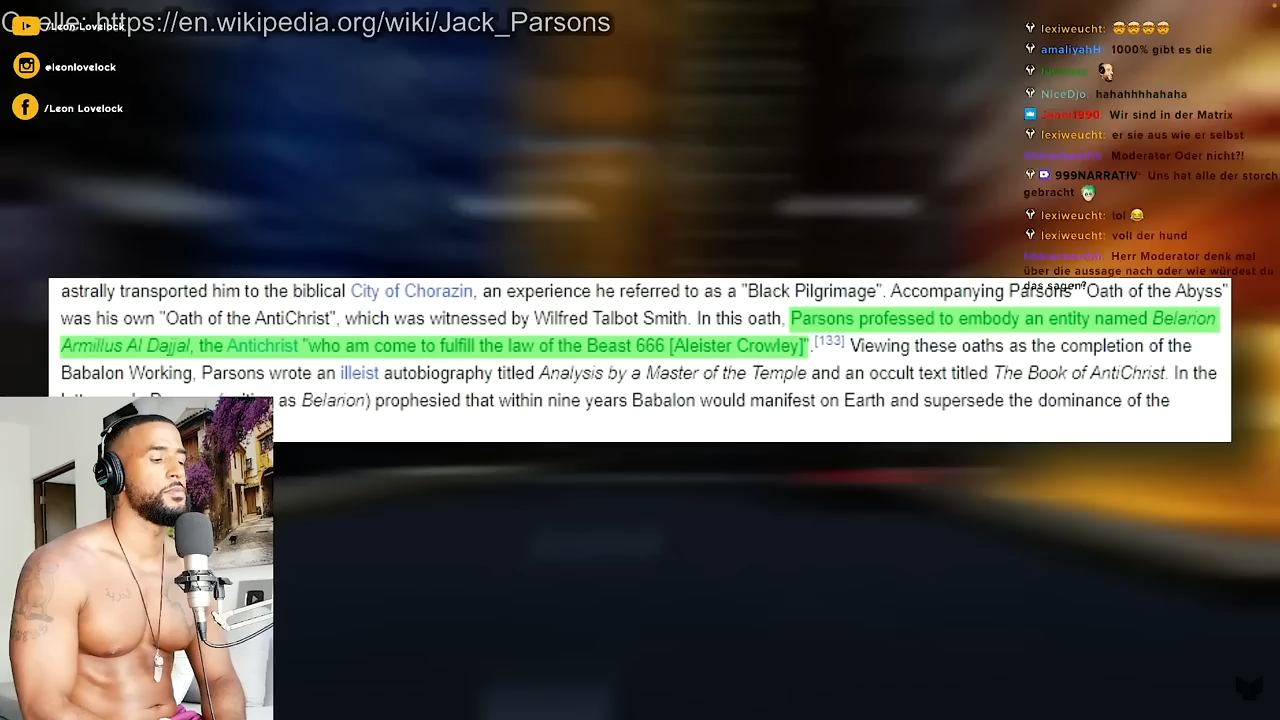 Quelle: https://en.wikipedia.org/wiki/Jack_Parsons
/Leon Lovelock
@leonlovelock
/Leon Lovelock
lexiweucht:
amaliyahH: 1000% gibt es die
NiceDjo: hahahhhhahaha
1990: Wir sind in der Matrix
lexiweucht: er sie aus wie er selbst
Moderator Oder nicht?!
999NARRATIV: Uns hat alle der storch
gebracht
lexiweucht: lol
lexiweucht: voll der hund
Herr Moderator denk mal
über die aussage nach oder wie würdest du
das sagen?
astrally transported him to the biblical City of Chorazin, an experience he referred to as a "Black Pilgrimage". Accompanying Parsons' "Oath of the Abyss"
was his own "Oath of the AntiChrist", which was witnessed by Wilfred Talbot Smith. In this oath, Parsons professed to embody an entity named Belarion
Armillus Al Dajjal, the Antichrist "who am come to fulfill the law of the Beast 666 [Aleister Crowley]".[133] Viewing these oaths as the completion of the
Babalon Working, Parsons wrote an illeist autobiography titled Analysis by a Master of the Temple and an occult text titled The Book of AntiChrist. In the
as Belarion) prophesied that within nine years Babalon would manifest on Earth and supersede the dominance of the